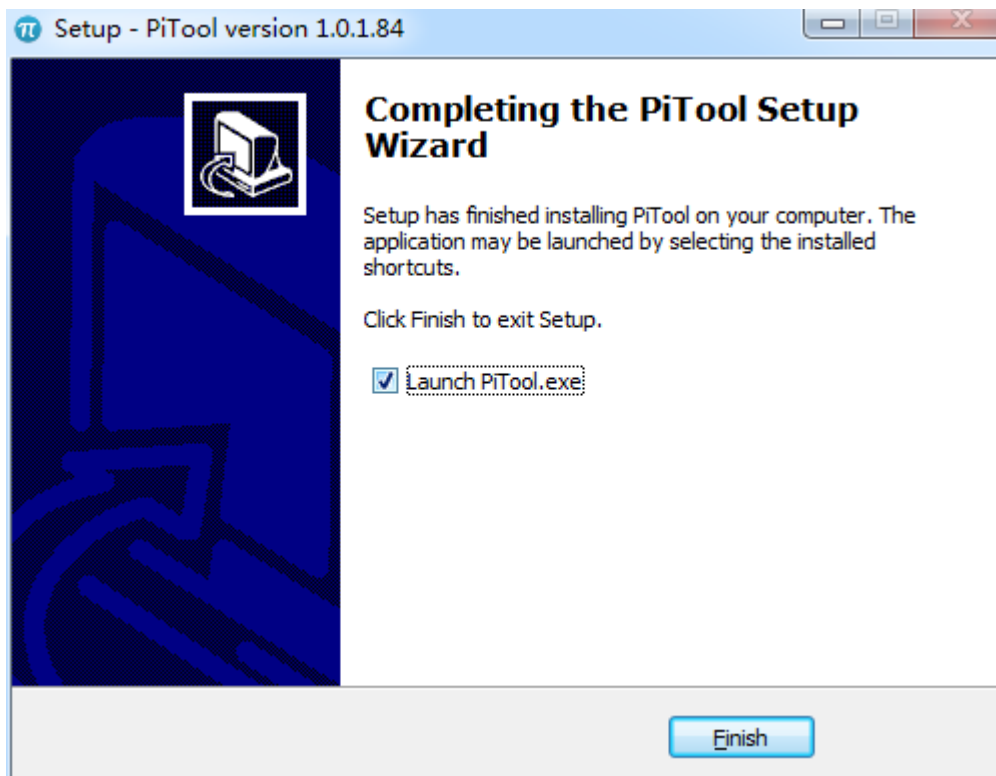 Setup - PiTool version 1.0.1.84
Completing the PiTool Setup
Wizard
Setup has finished installing PiTool on your computer. The
application may be launched by selecting the installed
shortcuts.
Click Finish to exit Setup.
Launch PiTool.exe
Finish